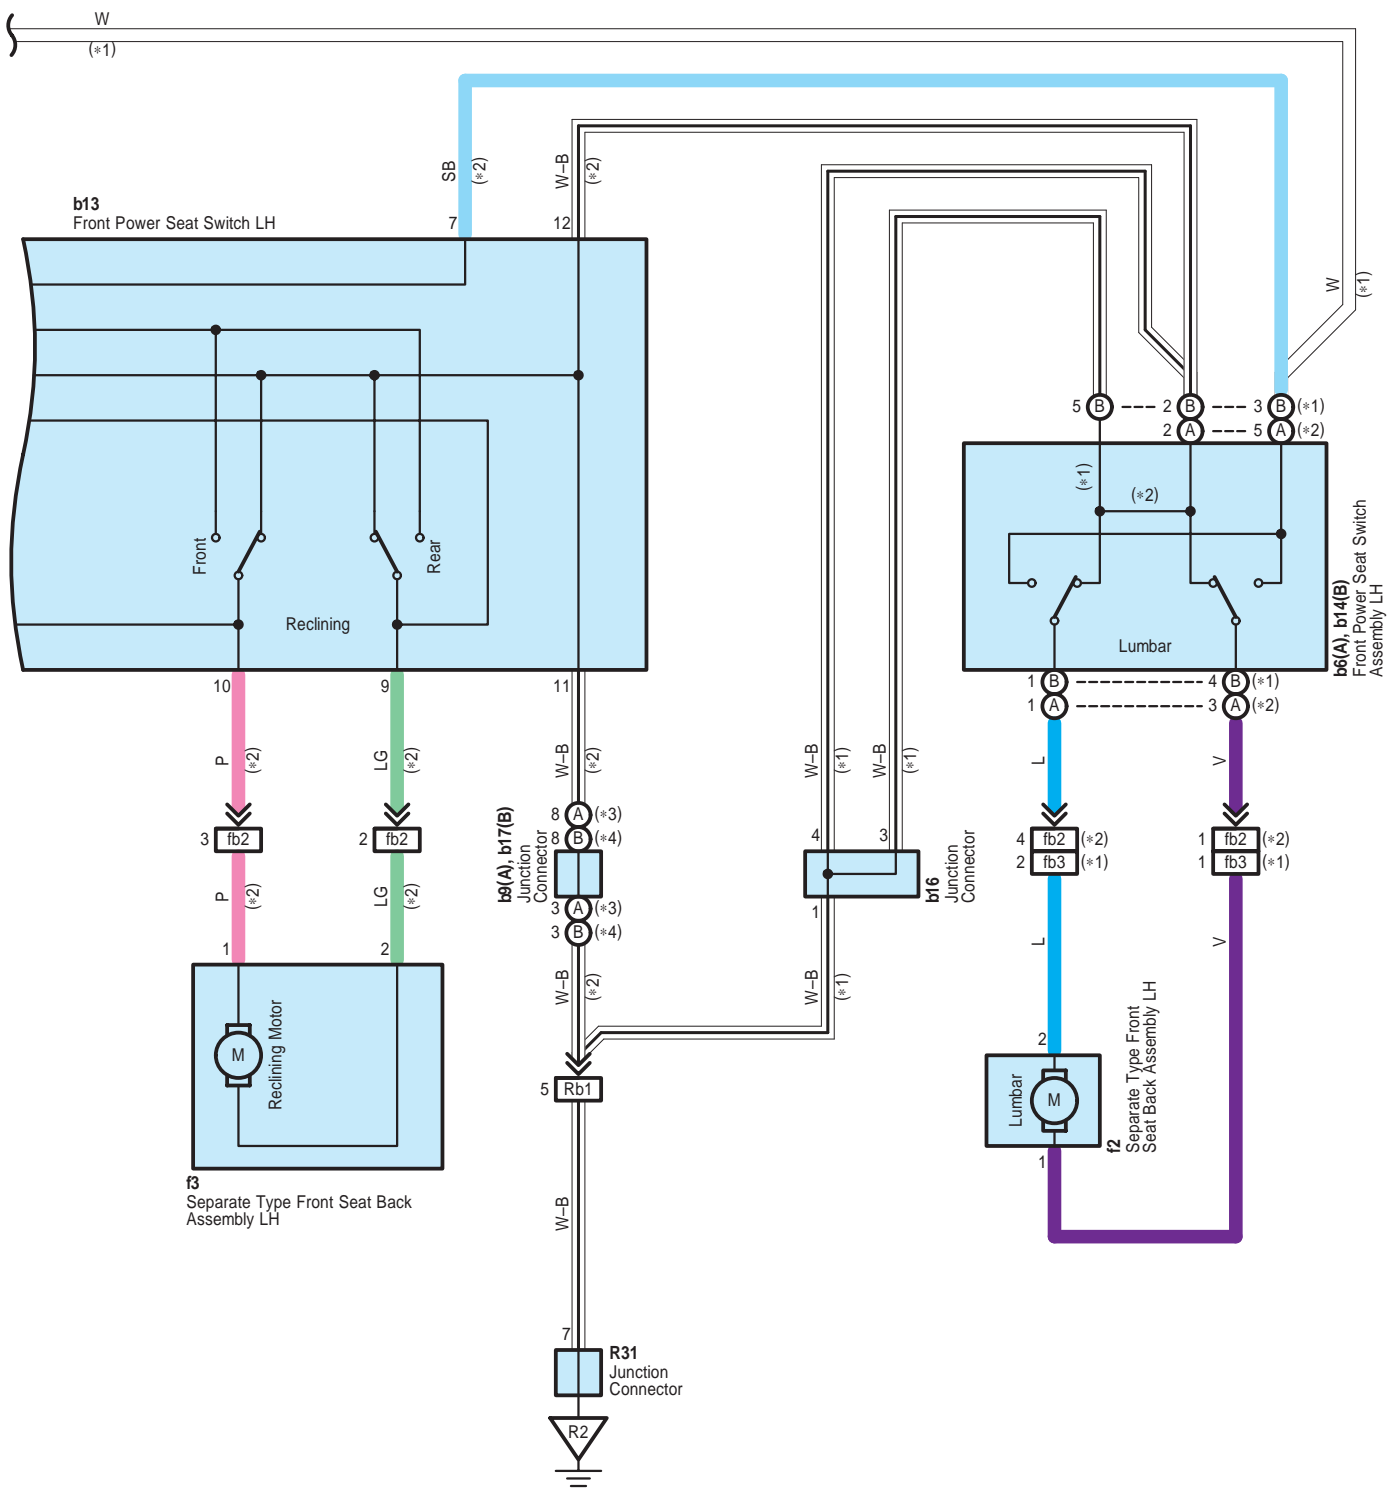 W
(*1)
SB
(*2)
W–B
(*2)
b13
Front Power Seat Switch LH
7
12
W
(*1)
5 B 2 B 3 B (*1)
2 A 5 A (*2)
(*1)
(*2)
Front
Rear
Reclining
Lumbar
b6(A), b14(B)
Front Power Seat Switch
Assembly LH
10
9
11
1 B 4 B (*1)
1 A 3 A (*2)
P
(*2)
LG
(*2)
W–B
(*2)
W–B
(*1)
W–B
(*1)
L
V
8 A (*3)
8 B (*4)
b9(A), b17(B)
Junction
Connector
3 A (*3)
3 B (*4)
3 fb2
2 fb2
4
3
b16
Junction
Connector
1
4 fb2 (*2)
2 fb3 (*1)
1 fb2 (*2)
1 fb3 (*1)
P
(*2)
LG
(*2)
W–B
(*2)
W–B
(*1)
L
V
1
2
M
Reclining Motor
f3
Separate Type Front Seat Back
Assembly LH
5 Rb1
2
M
Lumbar
1
f2
Separate Type Front
Seat Back Assembly LH
W–B
7
R31
Junction
Connector
R2